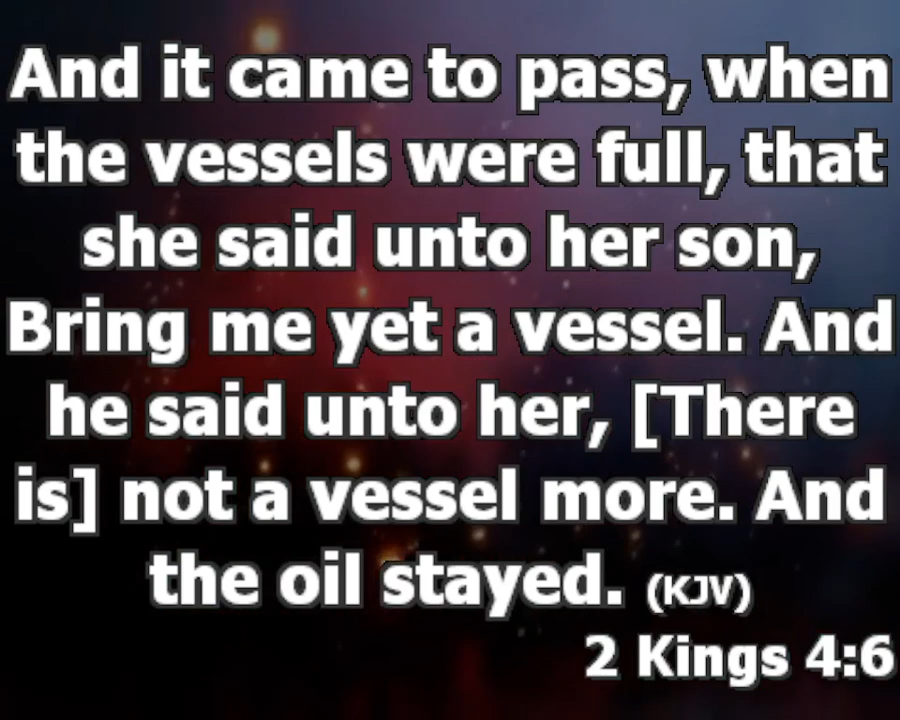 And it came to pass, when
the vessels were full, that
she said unto her son,
Bring me yet a vessel. And
he said unto her, [There
is] not a vessel more. And
the oil stayed. (KJV)
2 Kings 4:6